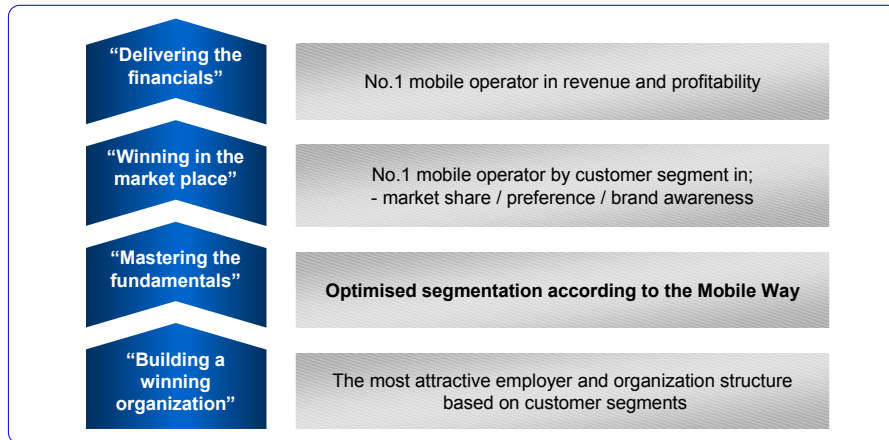 “Delivering the
financials”
No.1 mobile operator in revenue and profitability
“Winning in the
market place”
No.1 mobile operator by customer segment in;
- market share / preference / brand awareness
“Mastering the
fundamentals”
Optimised segmentation according to the Mobile Way
“Building a
winning
organization”
The most attractive employer and organization structure
based on customer segments